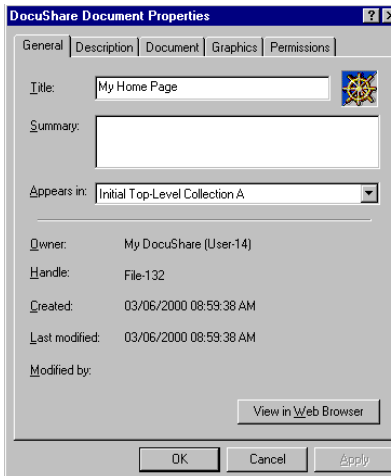 DocuShare Document Properties
General Description Document Graphics Permissions
Title: My Home Page
Summary:
Appears in: Initial Top-Level Collection A
Owner: My DocuShare (User-14)
Handle: File-132
Created: 03/06/2000 08:59:38 AM
Last modified: 03/06/2000 08:59:38 AM
Modified by:
View in Web Browser
OK Cancel Apply